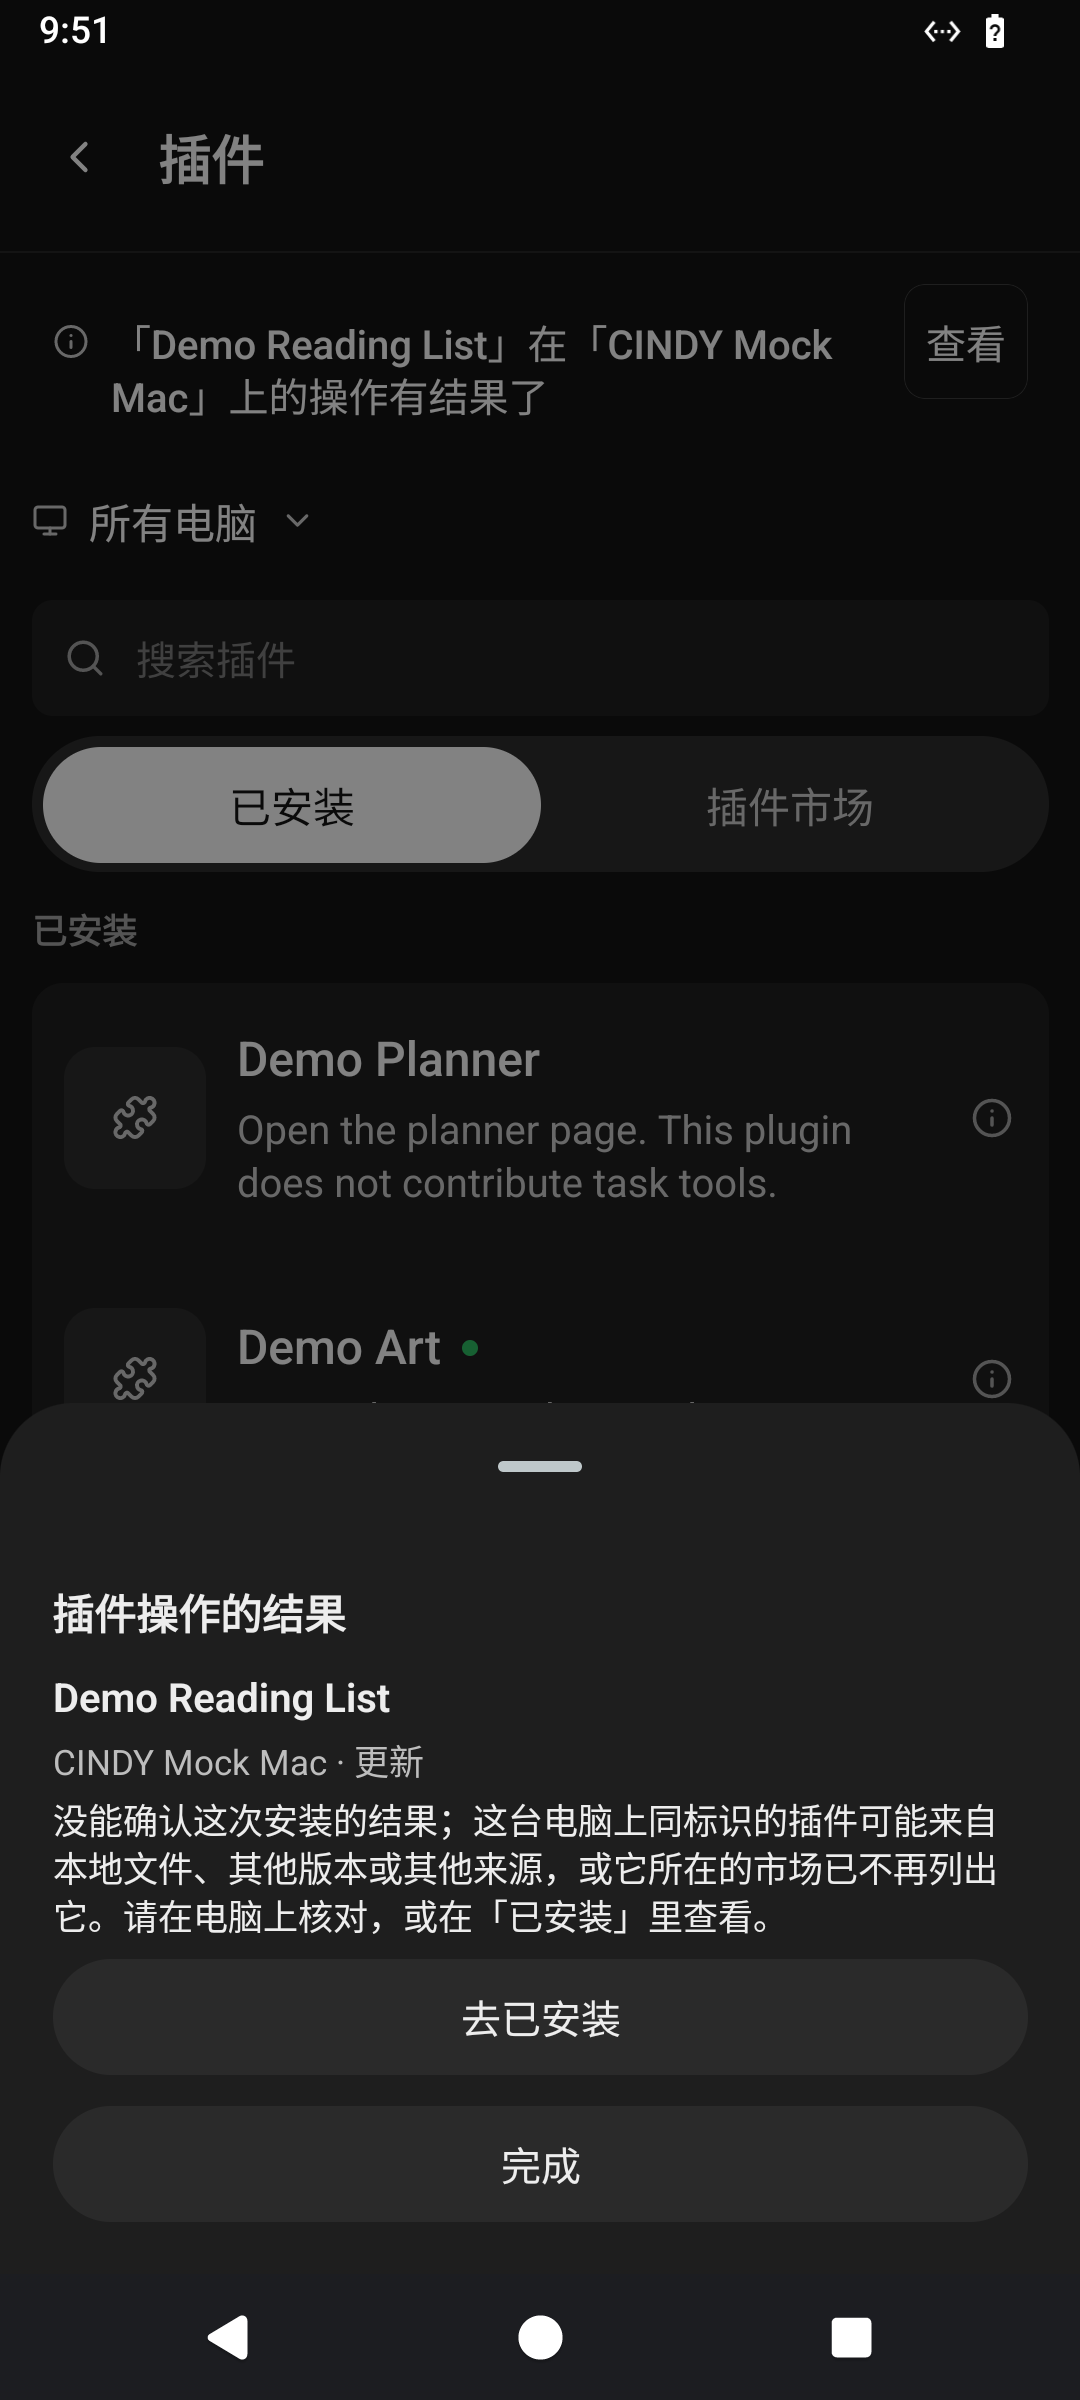 9:51
插件
「Demo Reading List」在「CINDY Mock
Mac」上的操作有结果了
查看
所有电脑
搜索插件
已安装
插件市场
已安装
Demo Planner
Open the planner page. This plugin
does not contribute task tools.
Demo Art
插件操作的结果
Demo Reading List
CINDY Mock Mac · 更新
没能确认这次安装的结果；这台电脑上同标识的插件可能来自
本地文件、其他版本或其他来源，或它所在的市场已不再列出
它。请在电脑上核对，或在「已安装」里查看。
去已安装
完成